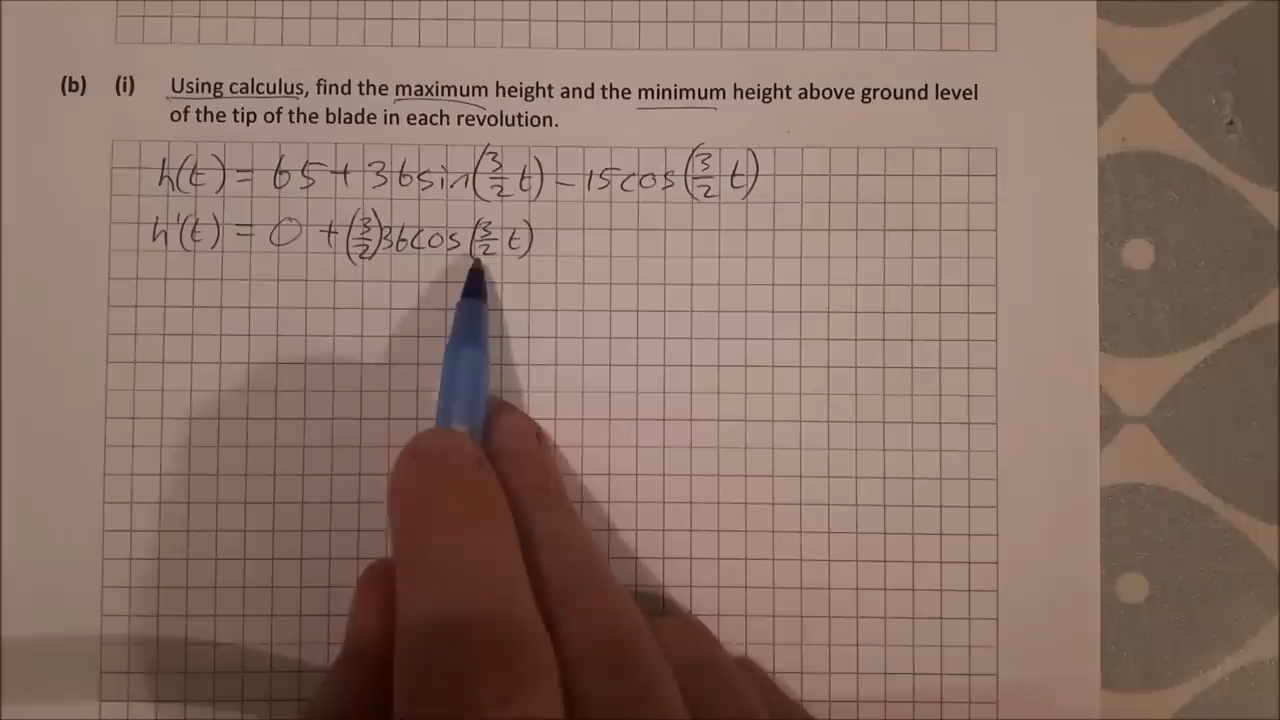 (b) (i) Using calculus, find the maximum height and the minimum height above ground level
of the tip of the blade in each revolution.
h(t) = 65 + 36sin(3/2 t) - 15cos(3/2 t)
h'(t) = 0 + (3/2)36cos(3/2 t)